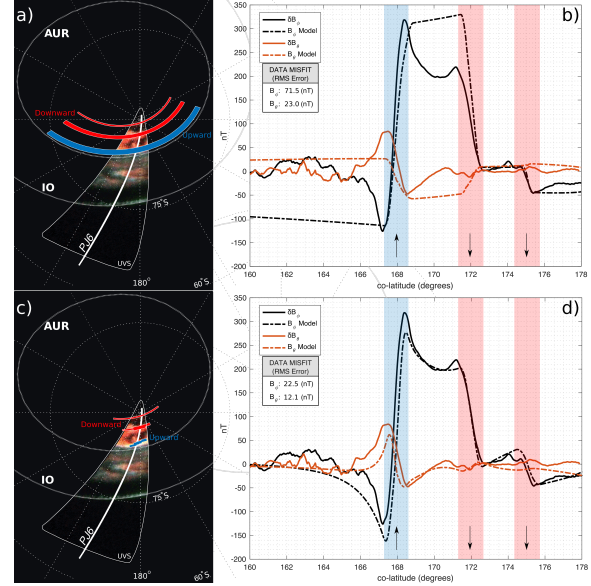 a)
AUR
Downward
Upward
IO
PJ6
75°S
UVS
180°
60°S
b)
350
300
250
200
150
100
50
0
-50
-100
-150
-200
nT
δBφ
Bφ Model
δBθ
Bθ Model
DATA MISFIT
(RMS Error)
Bφ: 71.5 (nT)
Bθ: 23.0 (nT)
160 162 164 166 168 170 172 174 176 178
co-latitude (degrees)
c)
AUR
Downward
Upward
IO
PJ6
75°S
UVS
180°
60°S
d)
350
300
250
200
150
100
50
0
-50
-100
-150
-200
nT
δBφ
Bφ Model
δBθ
Bθ Model
DATA MISFIT
(RMS Error)
Bφ: 22.5 (nT)
Bθ: 12.1 (nT)
160 162 164 166 168 170 172 174 176 178
co-latitude (degrees)